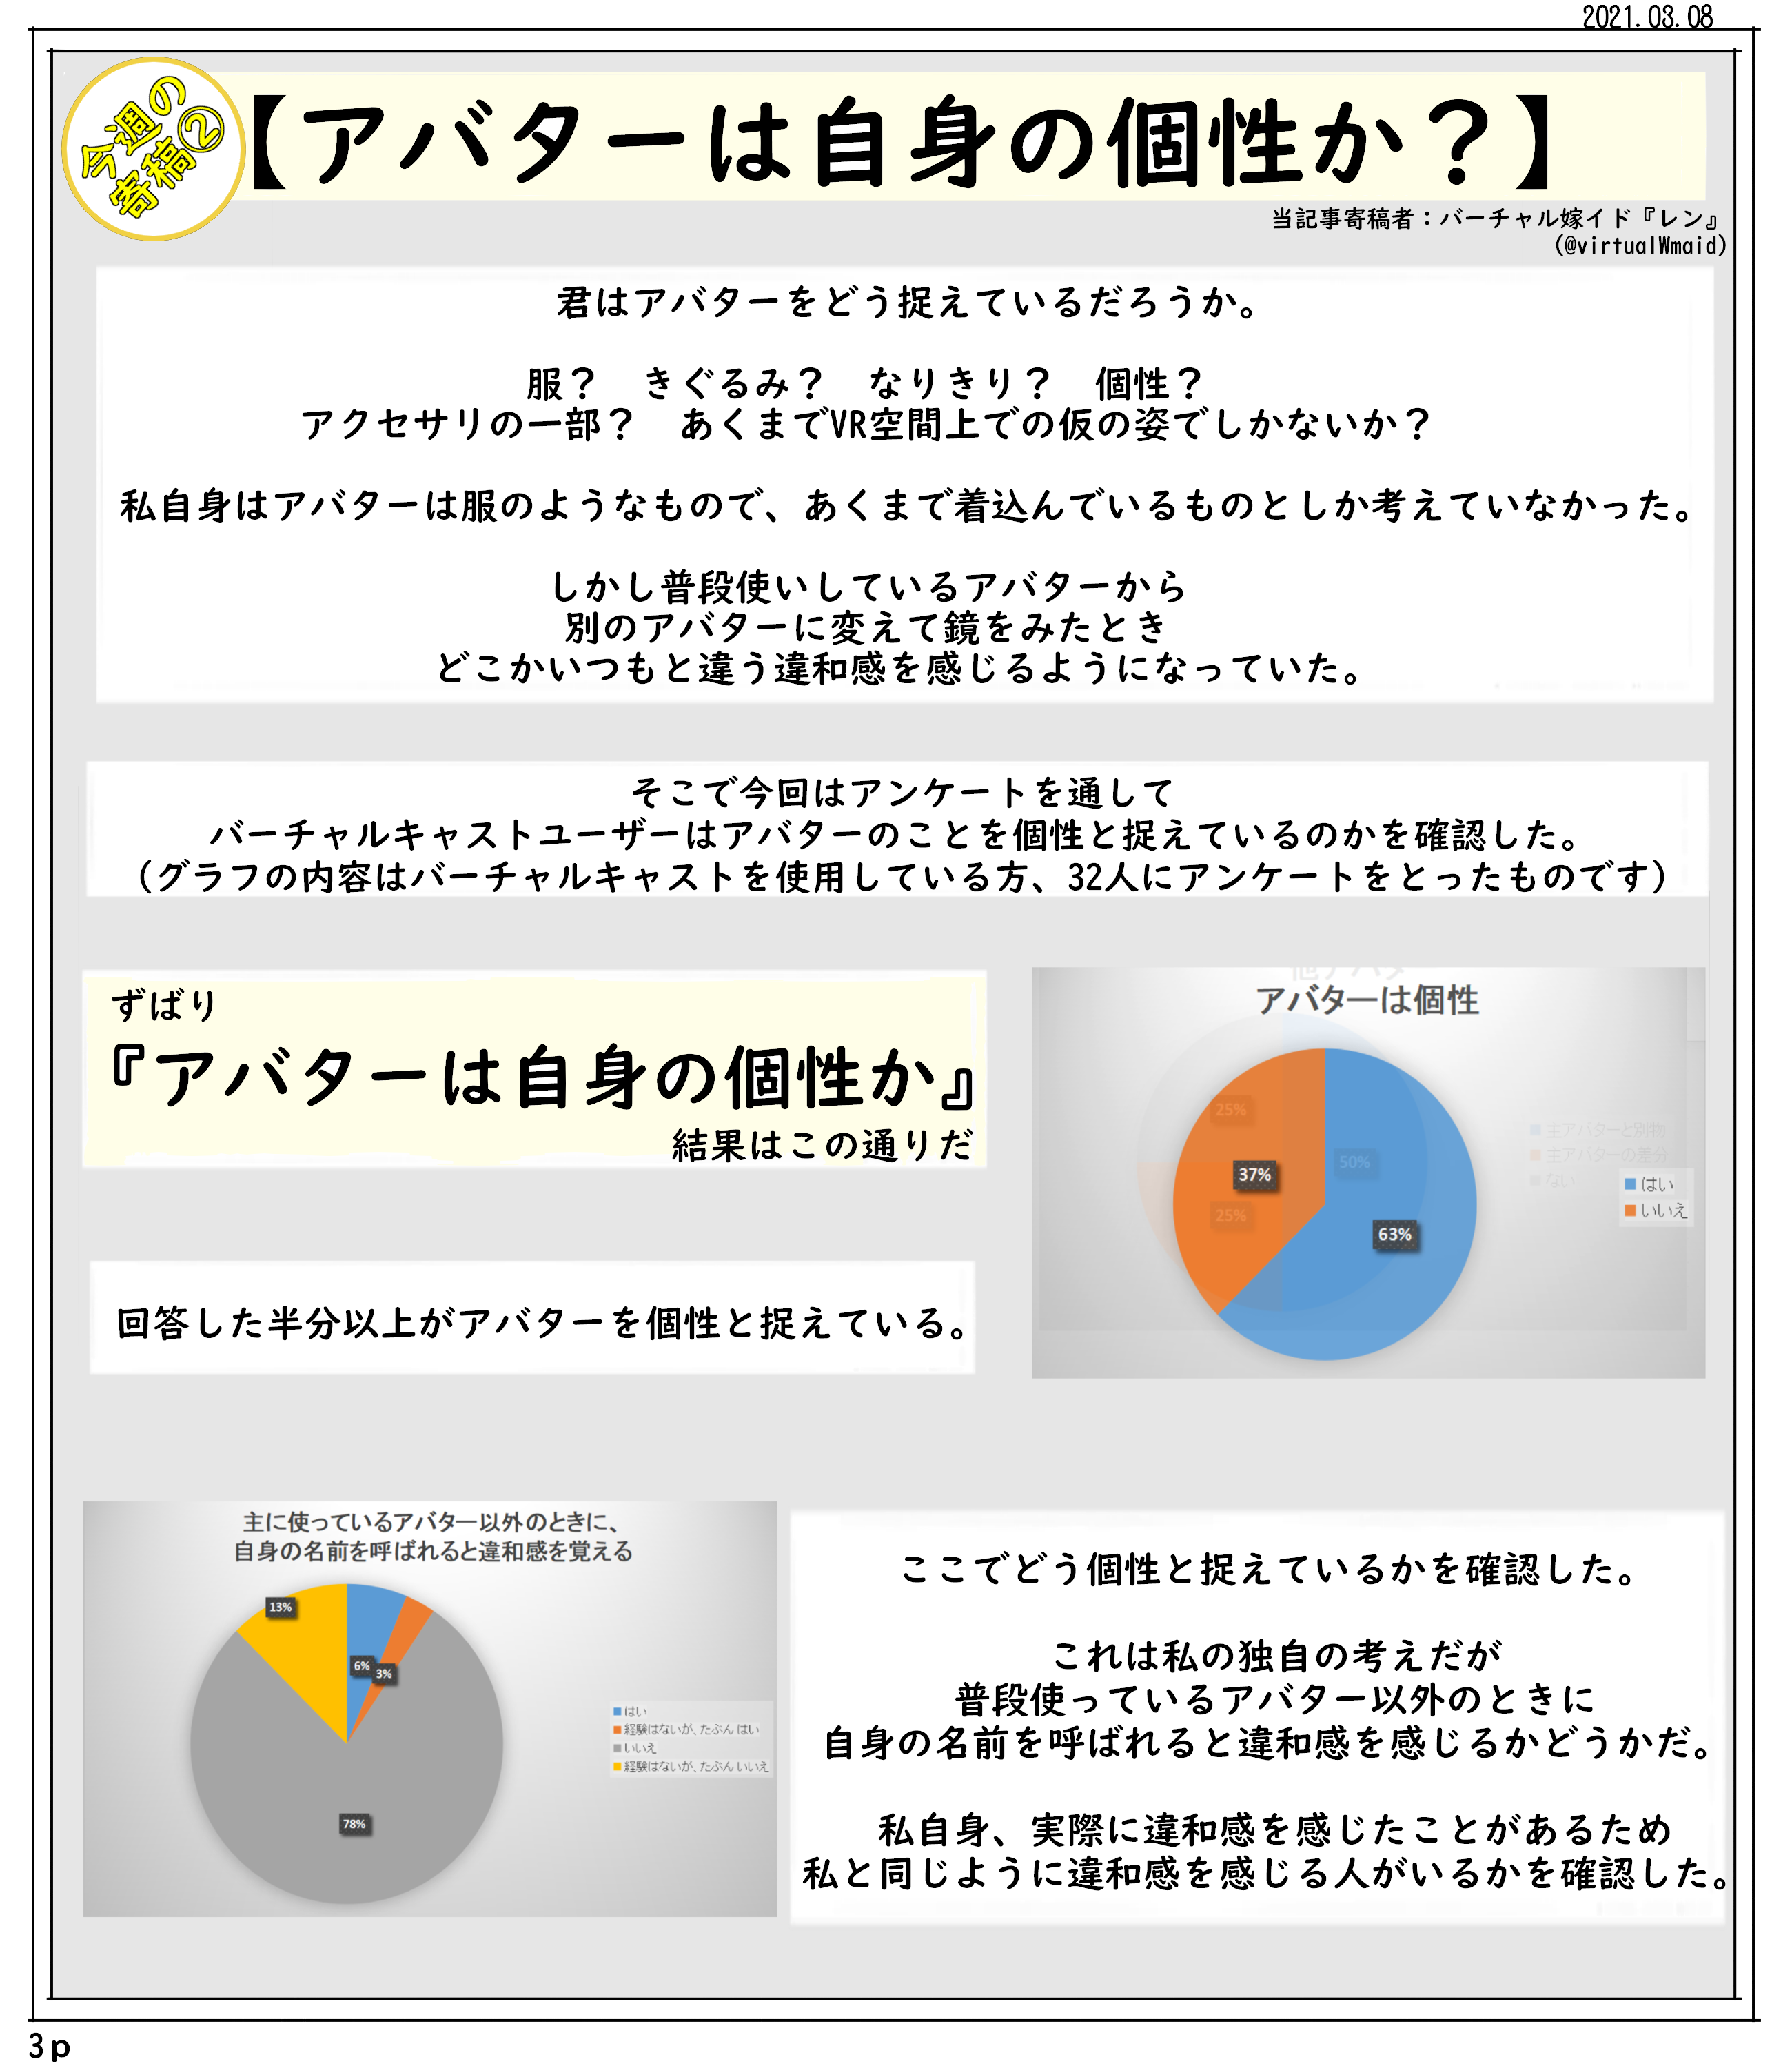 2021.03.08
今週の
寄稿②
【アバターは自身の個性か？】
当記事寄稿者：バーチャル嫁イド『レン』
(@virtualWmaid)
君はアバターをどう捉えているだろうか。
服？　きぐるみ？　なりきり？　個性？
アクセサリの一部？　あくまでVR空間上での仮の姿でしかないか？
私自身はアバターは服のようなもので、あくまで着込んでいるものとしか考えていなかった。
しかし普段使いしているアバターから
別のアバターに変えて鏡をみたとき
どこかいつもと違う違和感を感じるようになっていた。
そこで今回はアンケートを通して
バーチャルキャストユーザーはアバターのことを個性と捉えているのかを確認した。
（グラフの内容はバーチャルキャストを使用している方、32人にアンケートをとったものです）
ずばり
『アバターは自身の個性か』
結果はこの通りだ
アバターは個性
25%
50%
37%
25%
63%
主アバターと別物
主アバターの差分
ない
はい
いいえ
回答した半分以上がアバターを個性と捉えている。
主に使っているアバター以外のときに、
自身の名前を呼ばれると違和感を覚える
13%
6%
3%
78%
はい
経験はないが、たぶん はい
いいえ
経験はないが、たぶん いいえ
ここでどう個性と捉えているかを確認した。
これは私の独自の考えだが
普段使っているアバター以外のときに
自身の名前を呼ばれると違和感を感じるかどうかだ。
私自身、実際に違和感を感じたことがあるため
私と同じように違和感を感じる人がいるかを確認した。
3p